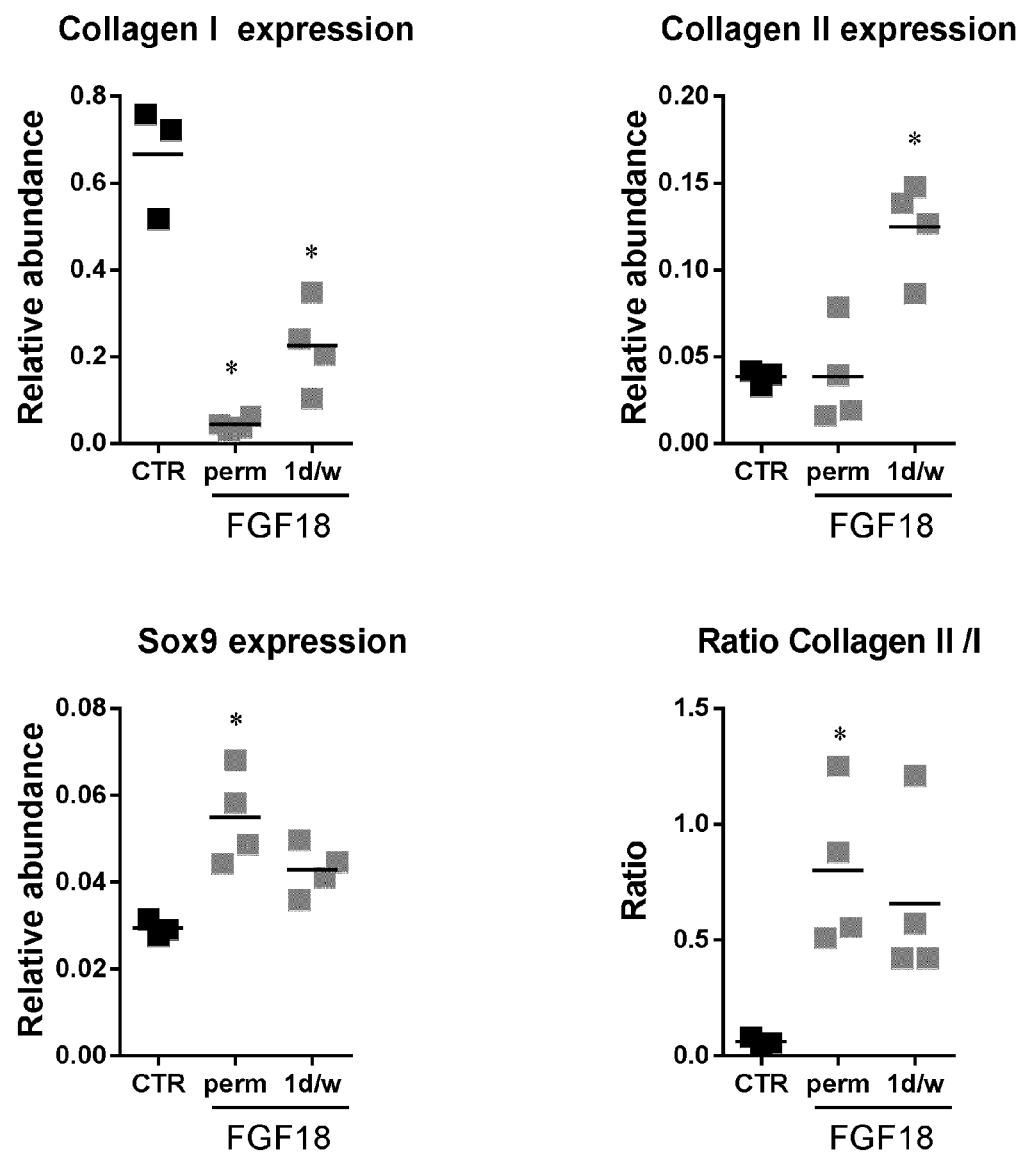 Collagen I expression
Relative abundance
0.8
0.6
0.4
0.2
0.0
*
*
CTR perm 1d/w
FGF18
Collagen II expression
Relative abundance
0.20
0.15
0.10
0.05
0.00
*
CTR perm 1d/w
FGF18
Sox9 expression
Relative abundance
0.08
0.06
0.04
0.02
0.00
*
CTR perm 1d/w
FGF18
Ratio Collagen II /I
Ratio
1.5
1.0
0.5
0.0
*
CTR perm 1d/w
FGF18